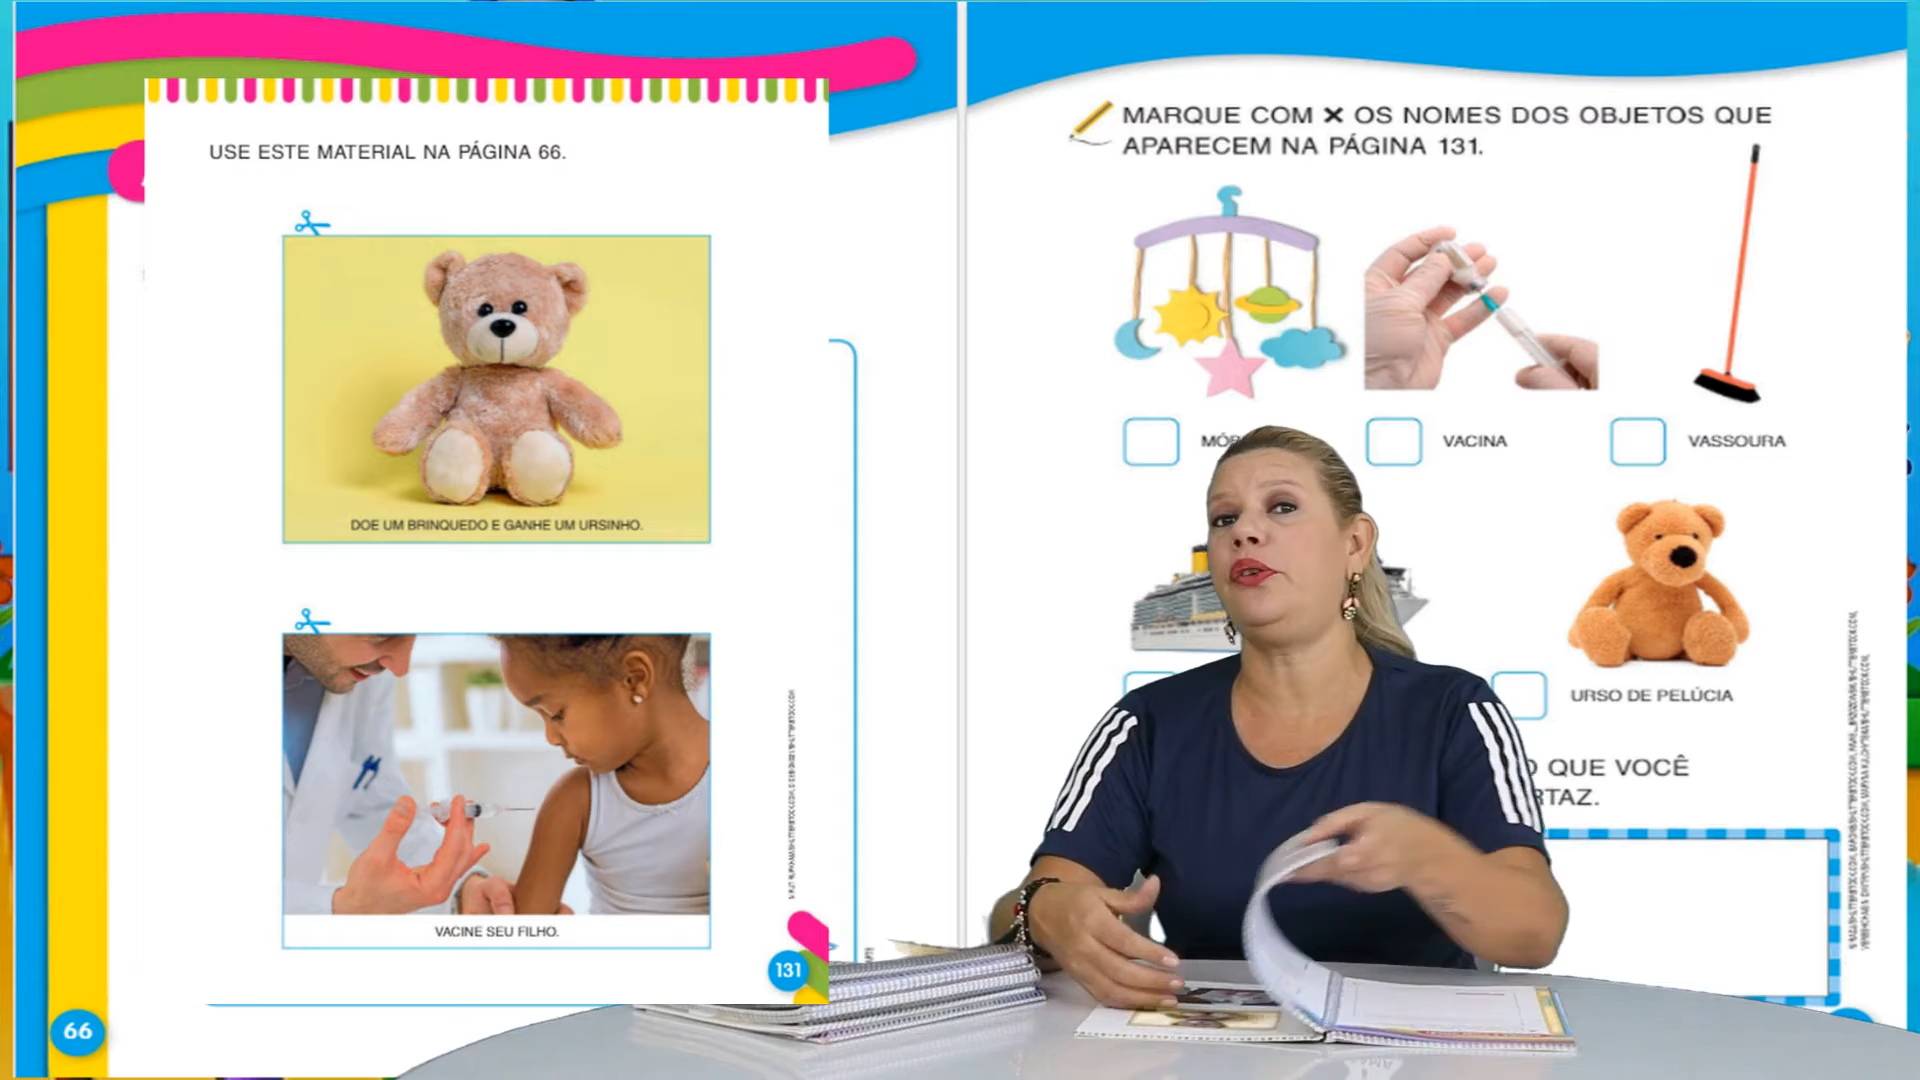 USE ESTE MATERIAL NA PÁGINA 66.
DOE UM BRINQUEDO E GANHE UM URSINHO.
VACINE SEU FILHO.
131
66
MARQUE COM X OS NOMES DOS OBJETOS QUE
APARECEM NA PÁGINA 131.
VACINA
VASSOURA
URSO DE PELÚCIA
QUE VOCÊ